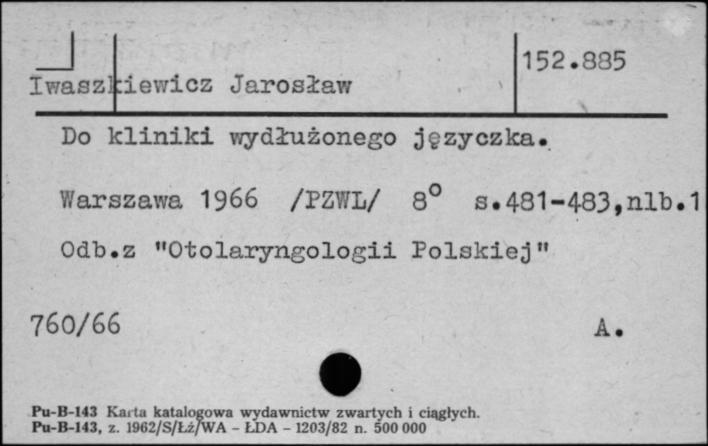 152.885
Iwaszkiewicz Jarosław
Do kliniki wydłużonego języczka.
Warszawa 1966 /PZWL/ 8° s.481-483,nlb.1
Odb.z "Otolaryngologii Polskiej"
760/66 A.
Pu-B-143 Karta katalogowa wydawnictw zwartych i ciągłych.
Pu-B-143, z. 1962/S/Łź/WA - ŁDA - 1203/82 n. 500 000